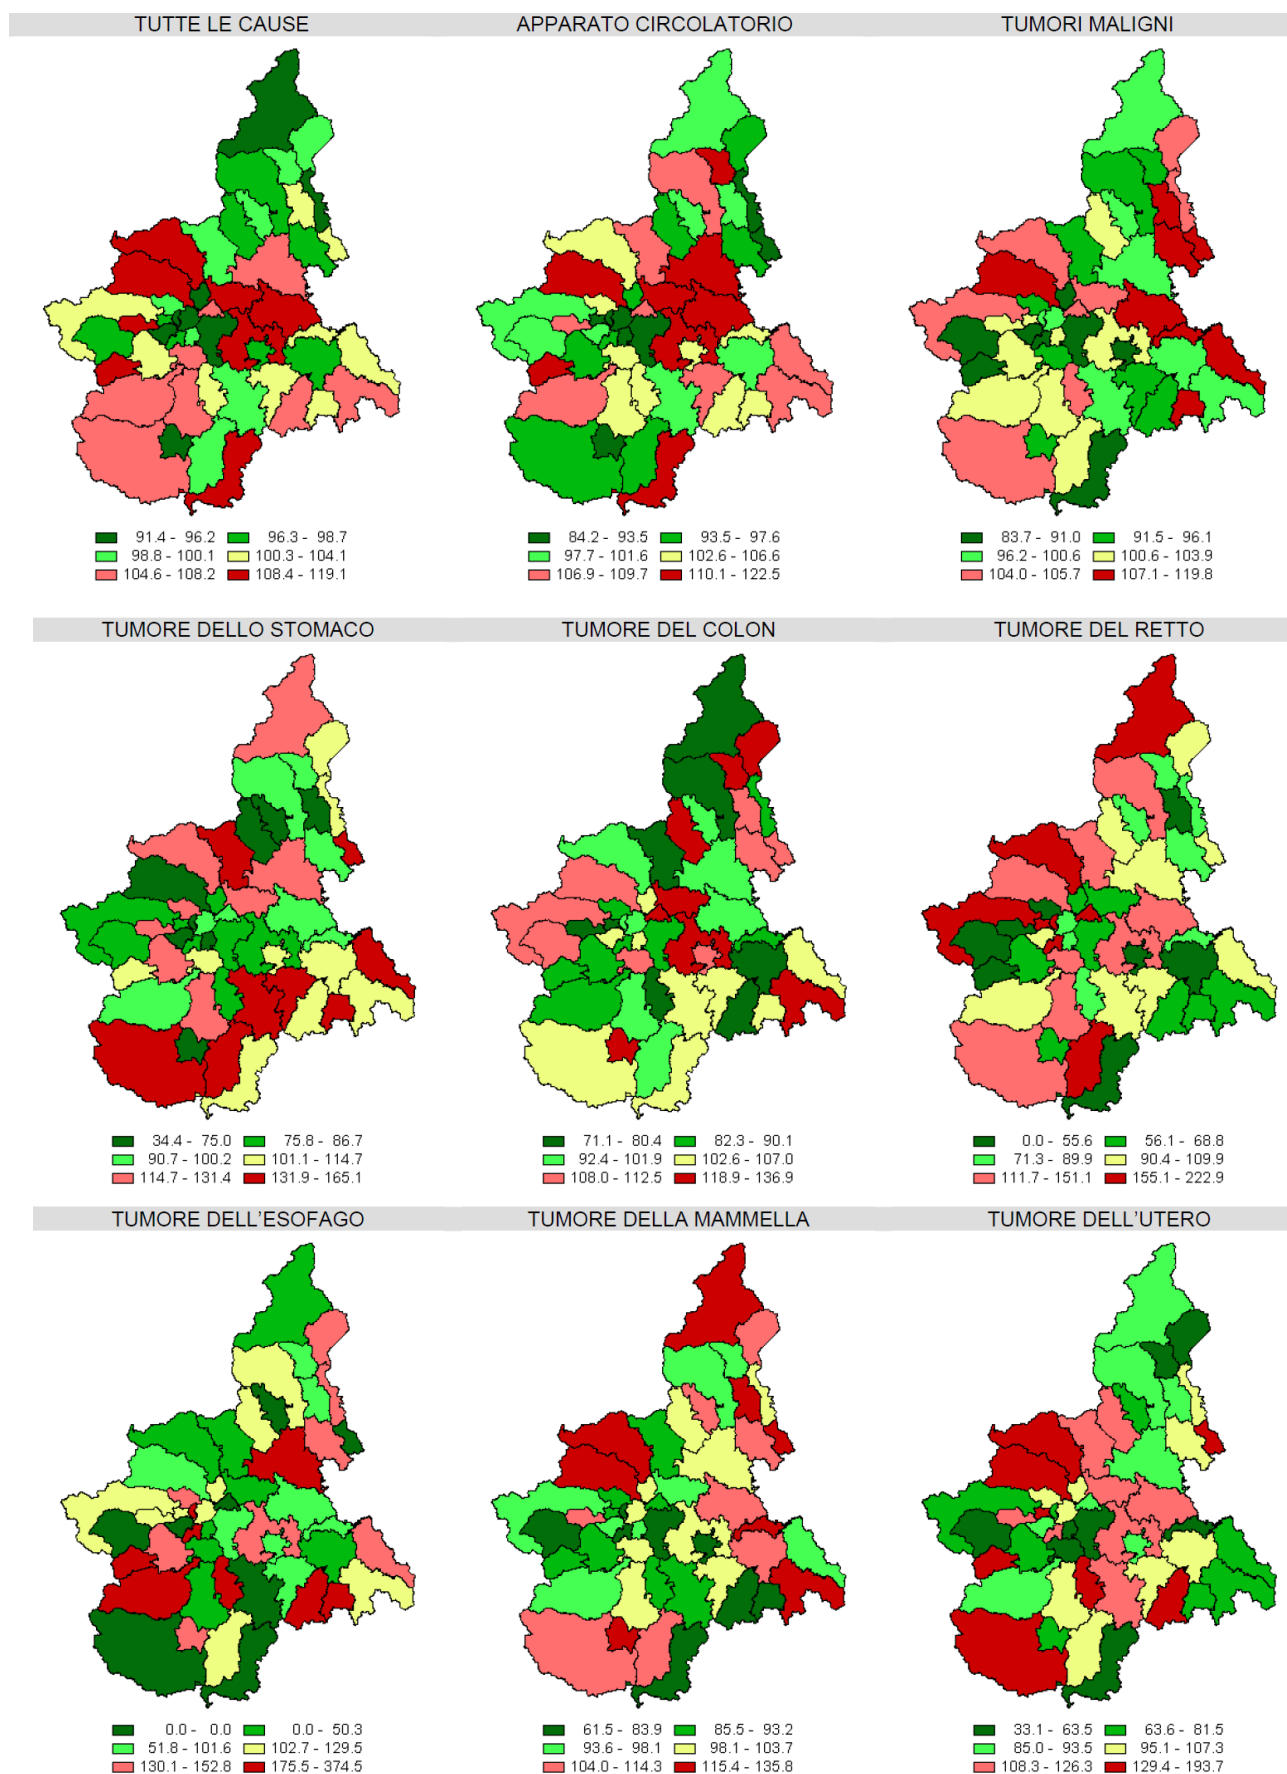 TUTTE LE CAUSE APPARATO CIRCOLATORIO TUMORI MALIGNI
91.4 - 96.2 96.3 - 98.7 84.2 - 93.5 93.5 - 97.6 83.7 - 91.0 91.5 - 96.1
98.8 - 100.1 100.3 - 104.1 97.7 - 101.6 102.6 - 106.6 96.2 - 100.6 100.6 - 103.9
104.6 - 108.2 108.4 - 119.1 106.9 - 109.7 110.1 - 122.5 104.0 - 105.7 107.1 - 119.8
TUMORE DELLO STOMACO TUMORE DEL COLON TUMORE DEL RETTO
34.4 - 75.0 75.8 - 86.7 71.1 - 80.4 82.3 - 90.1 0.0 - 55.6 56.1 - 68.8
90.7 - 100.2 101.1 - 114.7 92.4 - 101.9 102.6 - 107.0 71.3 - 89.9 90.4 - 109.9
114.7 - 131.4 131.9 - 165.1 108.0 - 112.5 118.9 - 136.9 111.7 - 151.1 155.1 - 222.9
TUMORE DELL'ESOFAGO TUMORE DELLA MAMMELLA TUMORE DELL'UTERO
0.0 - 0.0 0.0 - 50.3 61.5 - 83.9 85.5 - 93.2 33.1 - 63.5 63.6 - 81.5
51.8 - 101.6 102.7 - 129.5 93.6 - 98.1 98.1 - 103.7 85.0 - 93.5 95.1 - 107.3
130.1 - 152.8 175.5 - 374.5 104.0 - 114.3 115.4 - 135.8 108.3 - 126.3 129.4 - 193.7